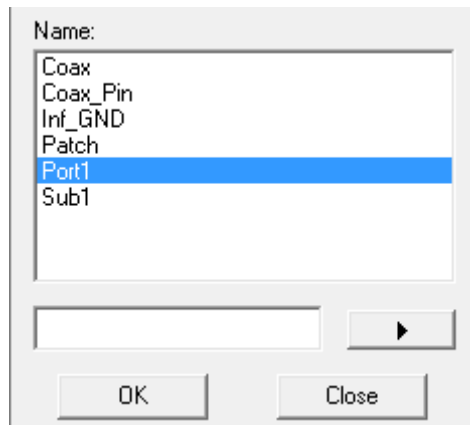 Name:
Coax
Coax_Pin
Inf_GND
Patch
Port1
Sub1
OK
Close